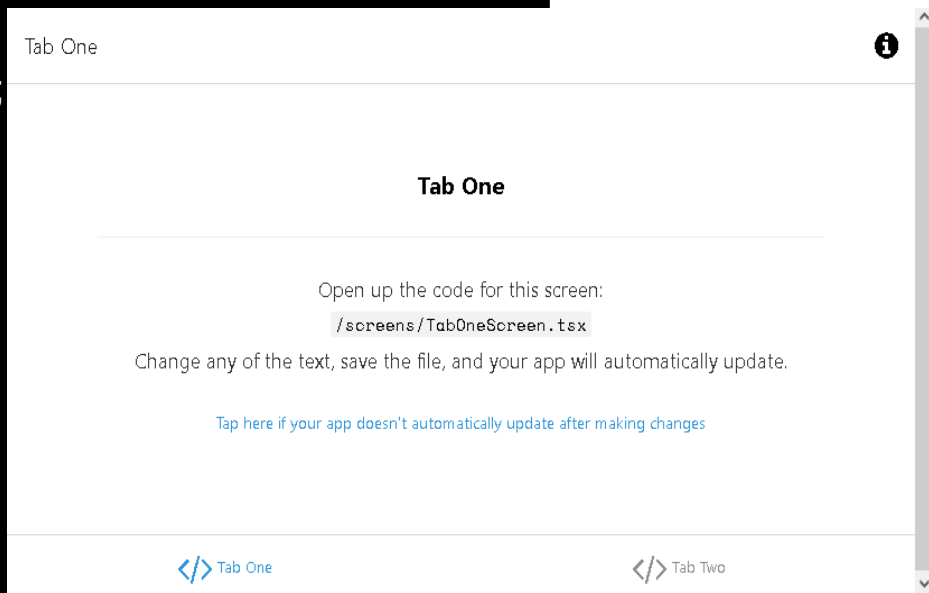 Tab One
Tab One
Open up the code for this screen:
/screens/TabOneScreen.tsx
Change any of the text, save the file, and your app will automatically update.
Tap here if your app doesn't automatically update after making changes
Tab One
Tab Two